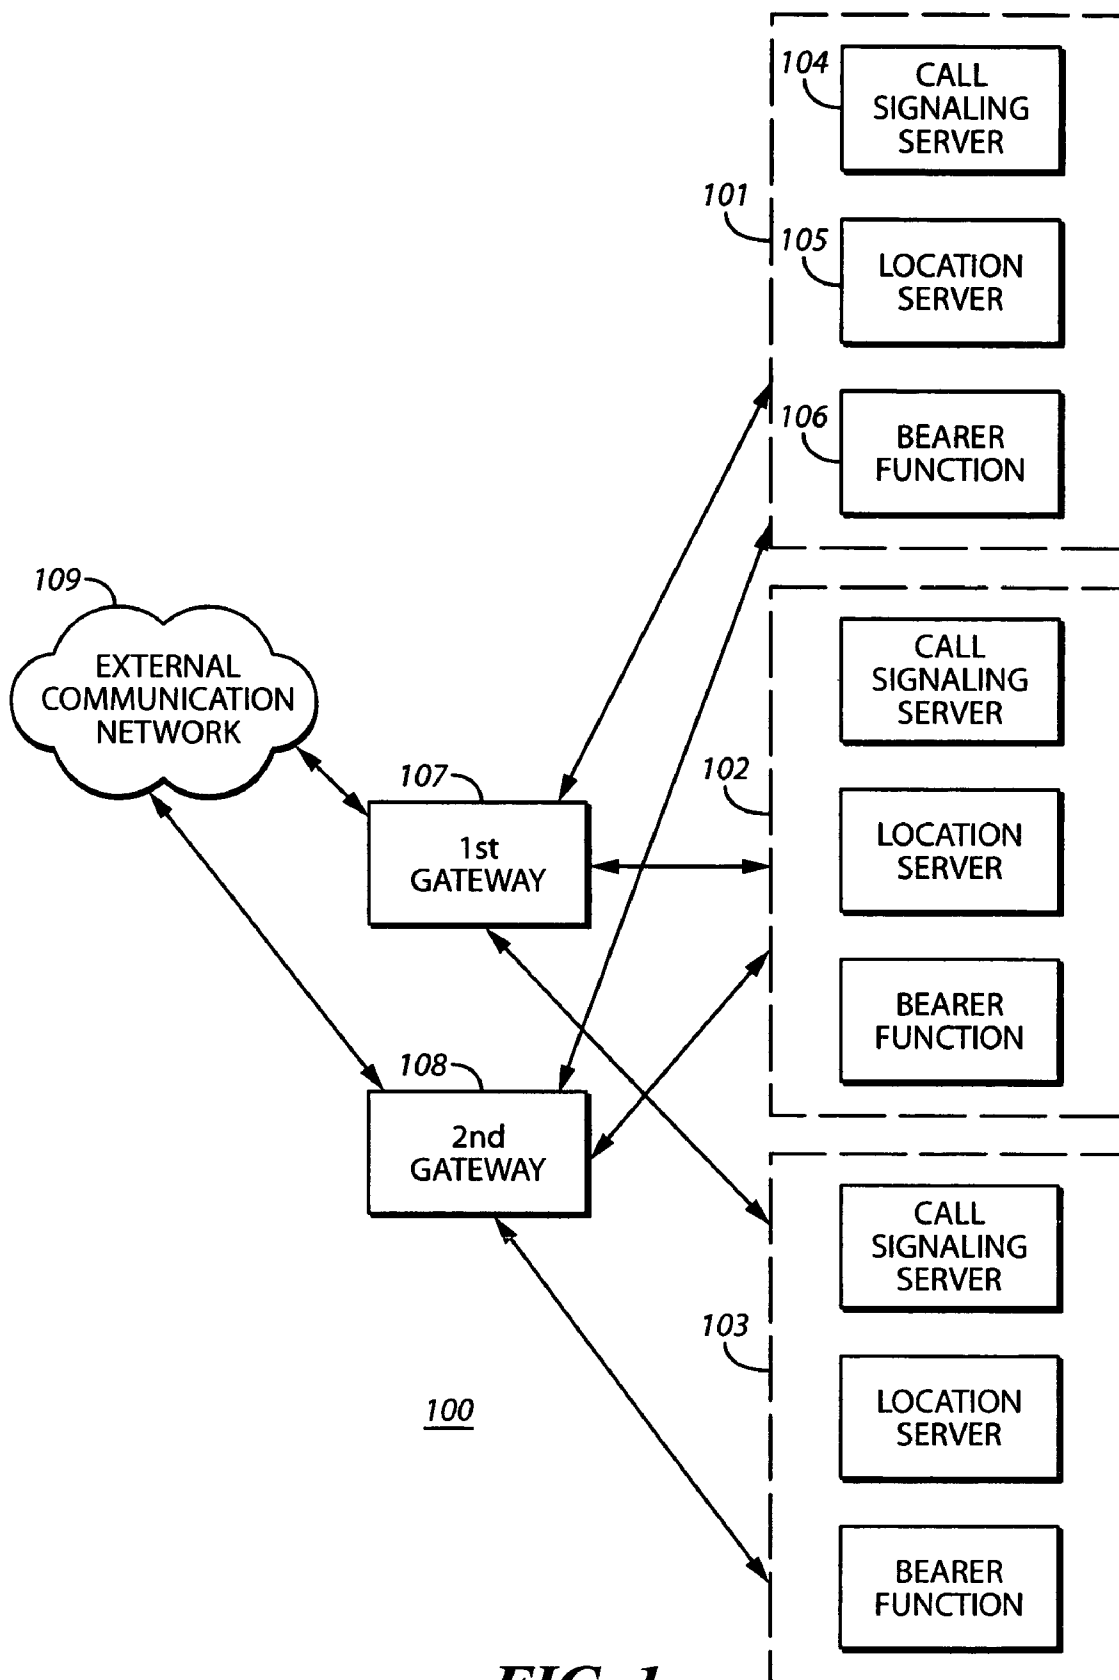 104
CALL
SIGNALING
SERVER
101
105
LOCATION
SERVER
106
BEARER
FUNCTION
109
EXTERNAL
COMMUNICATION
NETWORK
107
1st
GATEWAY
102
CALL
SIGNALING
SERVER
LOCATION
SERVER
BEARER
FUNCTION
108
2nd
GATEWAY
103
CALL
SIGNALING
SERVER
LOCATION
SERVER
BEARER
FUNCTION
100
FIG. 1